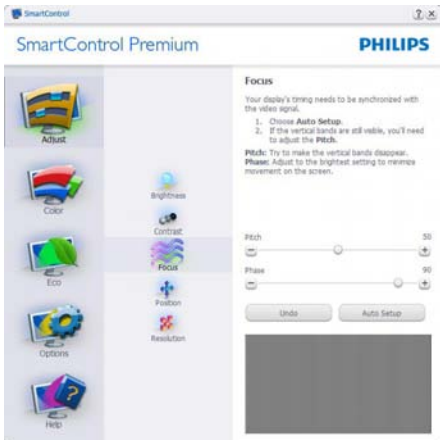 SmartControl
SmartControl Premium
PHILIPS
Adjust
Color
Eco
Options
Help
Brightness
Contrast
Focus
Position
Resolution
Focus
Your display's timing needs to be synchronized with
the video signal.
1. Choose Auto Setup.
2. If the vertical bands are still visible, you'll need
to adjust the Pitch.
Pitch: Try to make the vertical bands disappear.
Phase: Adjust to the brightest setting to minimize
movement on the screen.
Pitch 50
Phase 90
Undo Auto Setup